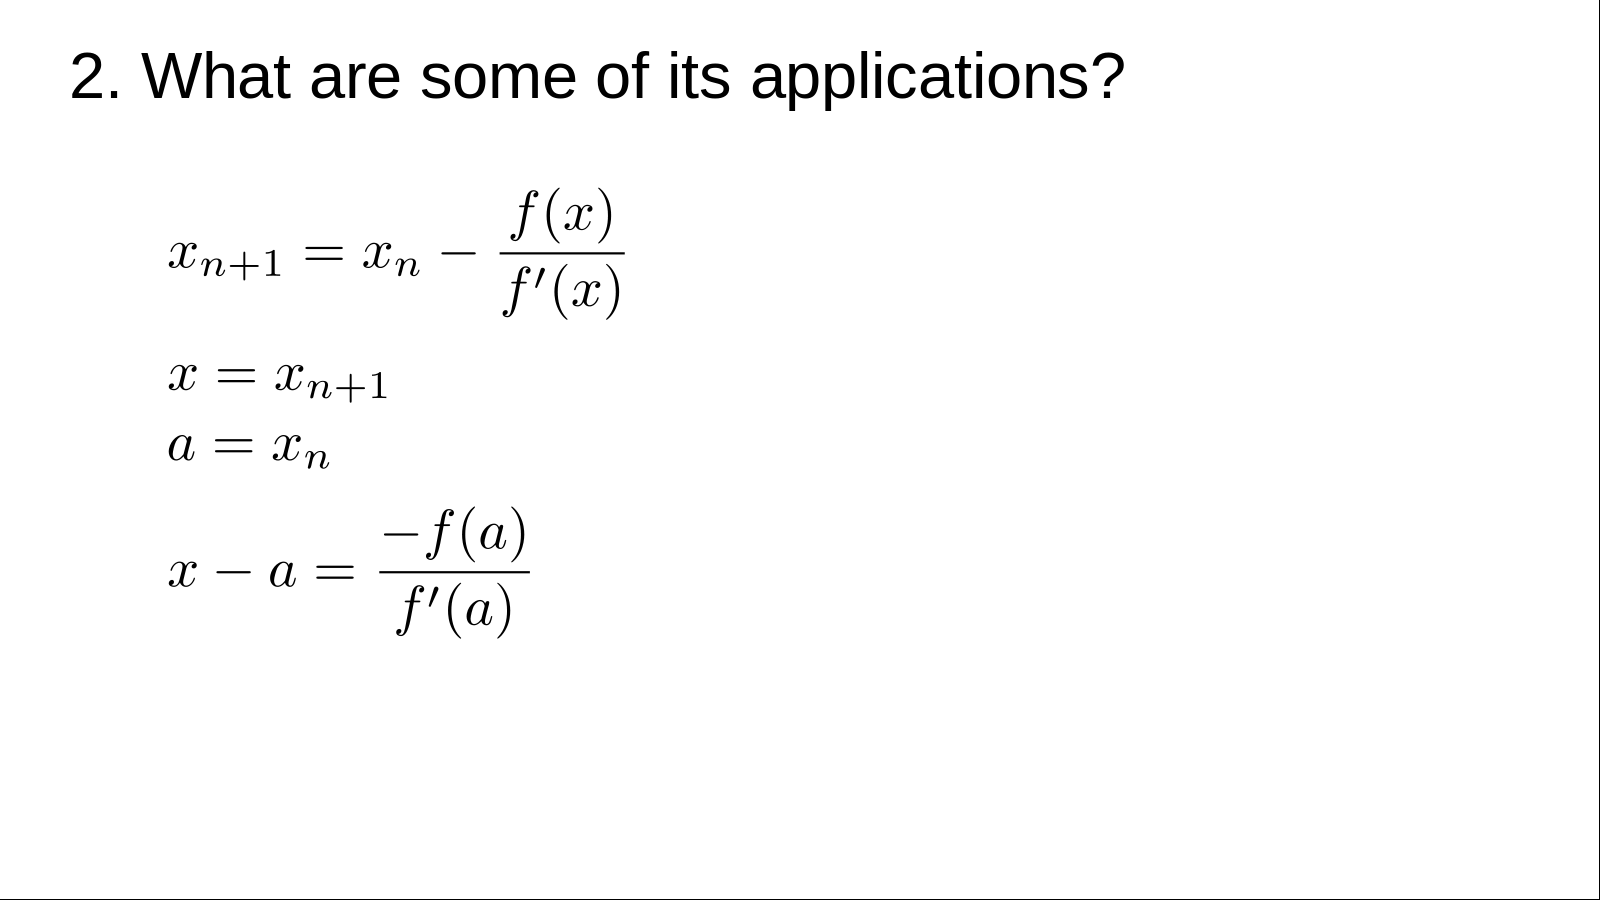 2. What are some of its applications?
$x_{n+1} = x_n - \frac{f(x)}{f'(x)}$
$x = x_{n+1}$
$a = x_n$
$x - a = \frac{-f(a)}{f'(a)}$